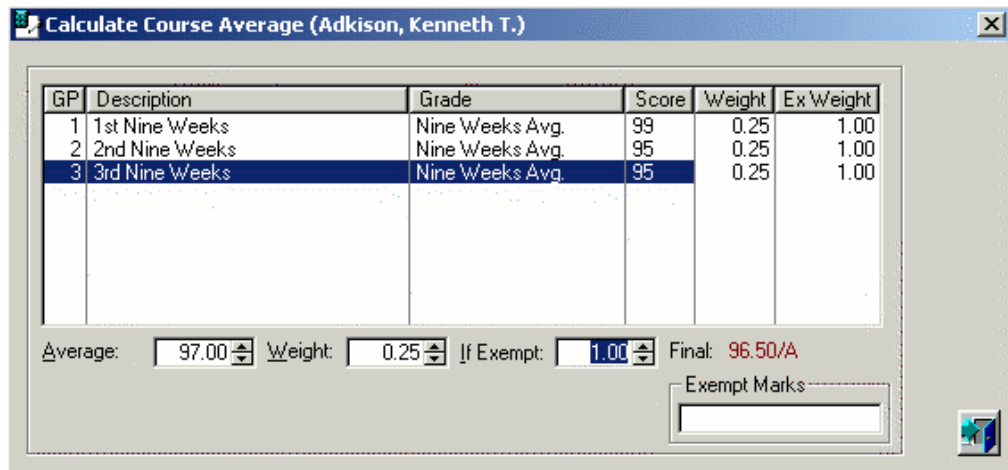 Calculate Course Average (Adkison, Kenneth T.)
GP Description Grade Score Weight Ex Weight
1 1st Nine Weeks Nine Weeks Avg. 99 0.25 1.00
2 2nd Nine Weeks Nine Weeks Avg. 95 0.25 1.00
3 3rd Nine Weeks Nine Weeks Avg. 95 0.25 1.00
Average: 97.00 Weight: 0.25 If Exempt: 1.00 Final: 96.50/A
Exempt Marks